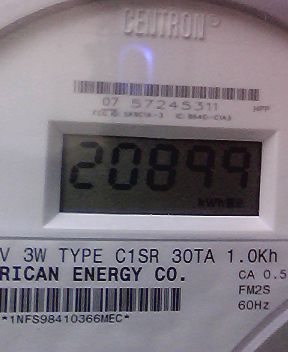 CENTRON
07 57245311 HPP
20899
V 3W TYPE C1SR 30TA 1.0Kh
RICAN ENERGY CO. CA 0.5
FM2S
60Hz
*1NFS98410366MEC*